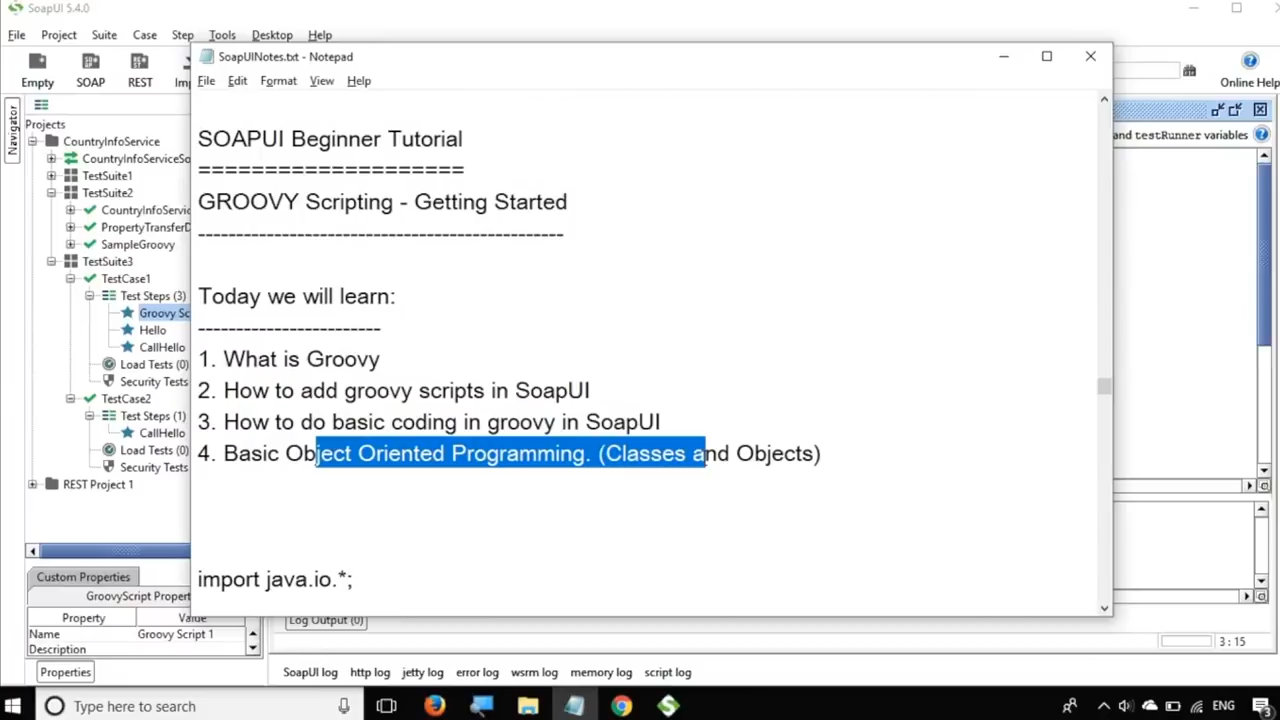 SoapUI 5.4.0
File Project Suite Case Step Tools Desktop Help
Empty SOAP REST
Online Help
SoapUINotes.txt - Notepad
File Edit Format View Help
Navigator
Projects
CountryInfoService
CountryInfoServiceSo
TestSuite1
TestSuite2
CountryInfoServic
PropertyTransferD
SampleGroovy
TestSuite3
TestCase1
Test Steps (3)
Groovy Sc
Hello
CallHello
Load Tests (0)
Security Tests
TestCase2
Test Steps (1)
CallHello
Load Tests (0)
Security Tests
REST Project 1
SOAPUI Beginner Tutorial
====================
GROOVY Scripting - Getting Started
-----------------------------------------------
Today we will learn:
------------------------
1. What is Groovy
2. How to add groovy scripts in SoapUI
3. How to do basic coding in groovy in SoapUI
4. Basic Object Oriented Programming. (Classes and Objects)
import java.io.*;
and testRunner variables
Custom Properties
GroovyScript Propert
Property Value
Name Groovy Script 1
Description
Properties
Log Output (0)
3 : 15
SoapUI log http log jetty log error log wsrm log memory log script log
Type here to search
ENG
3